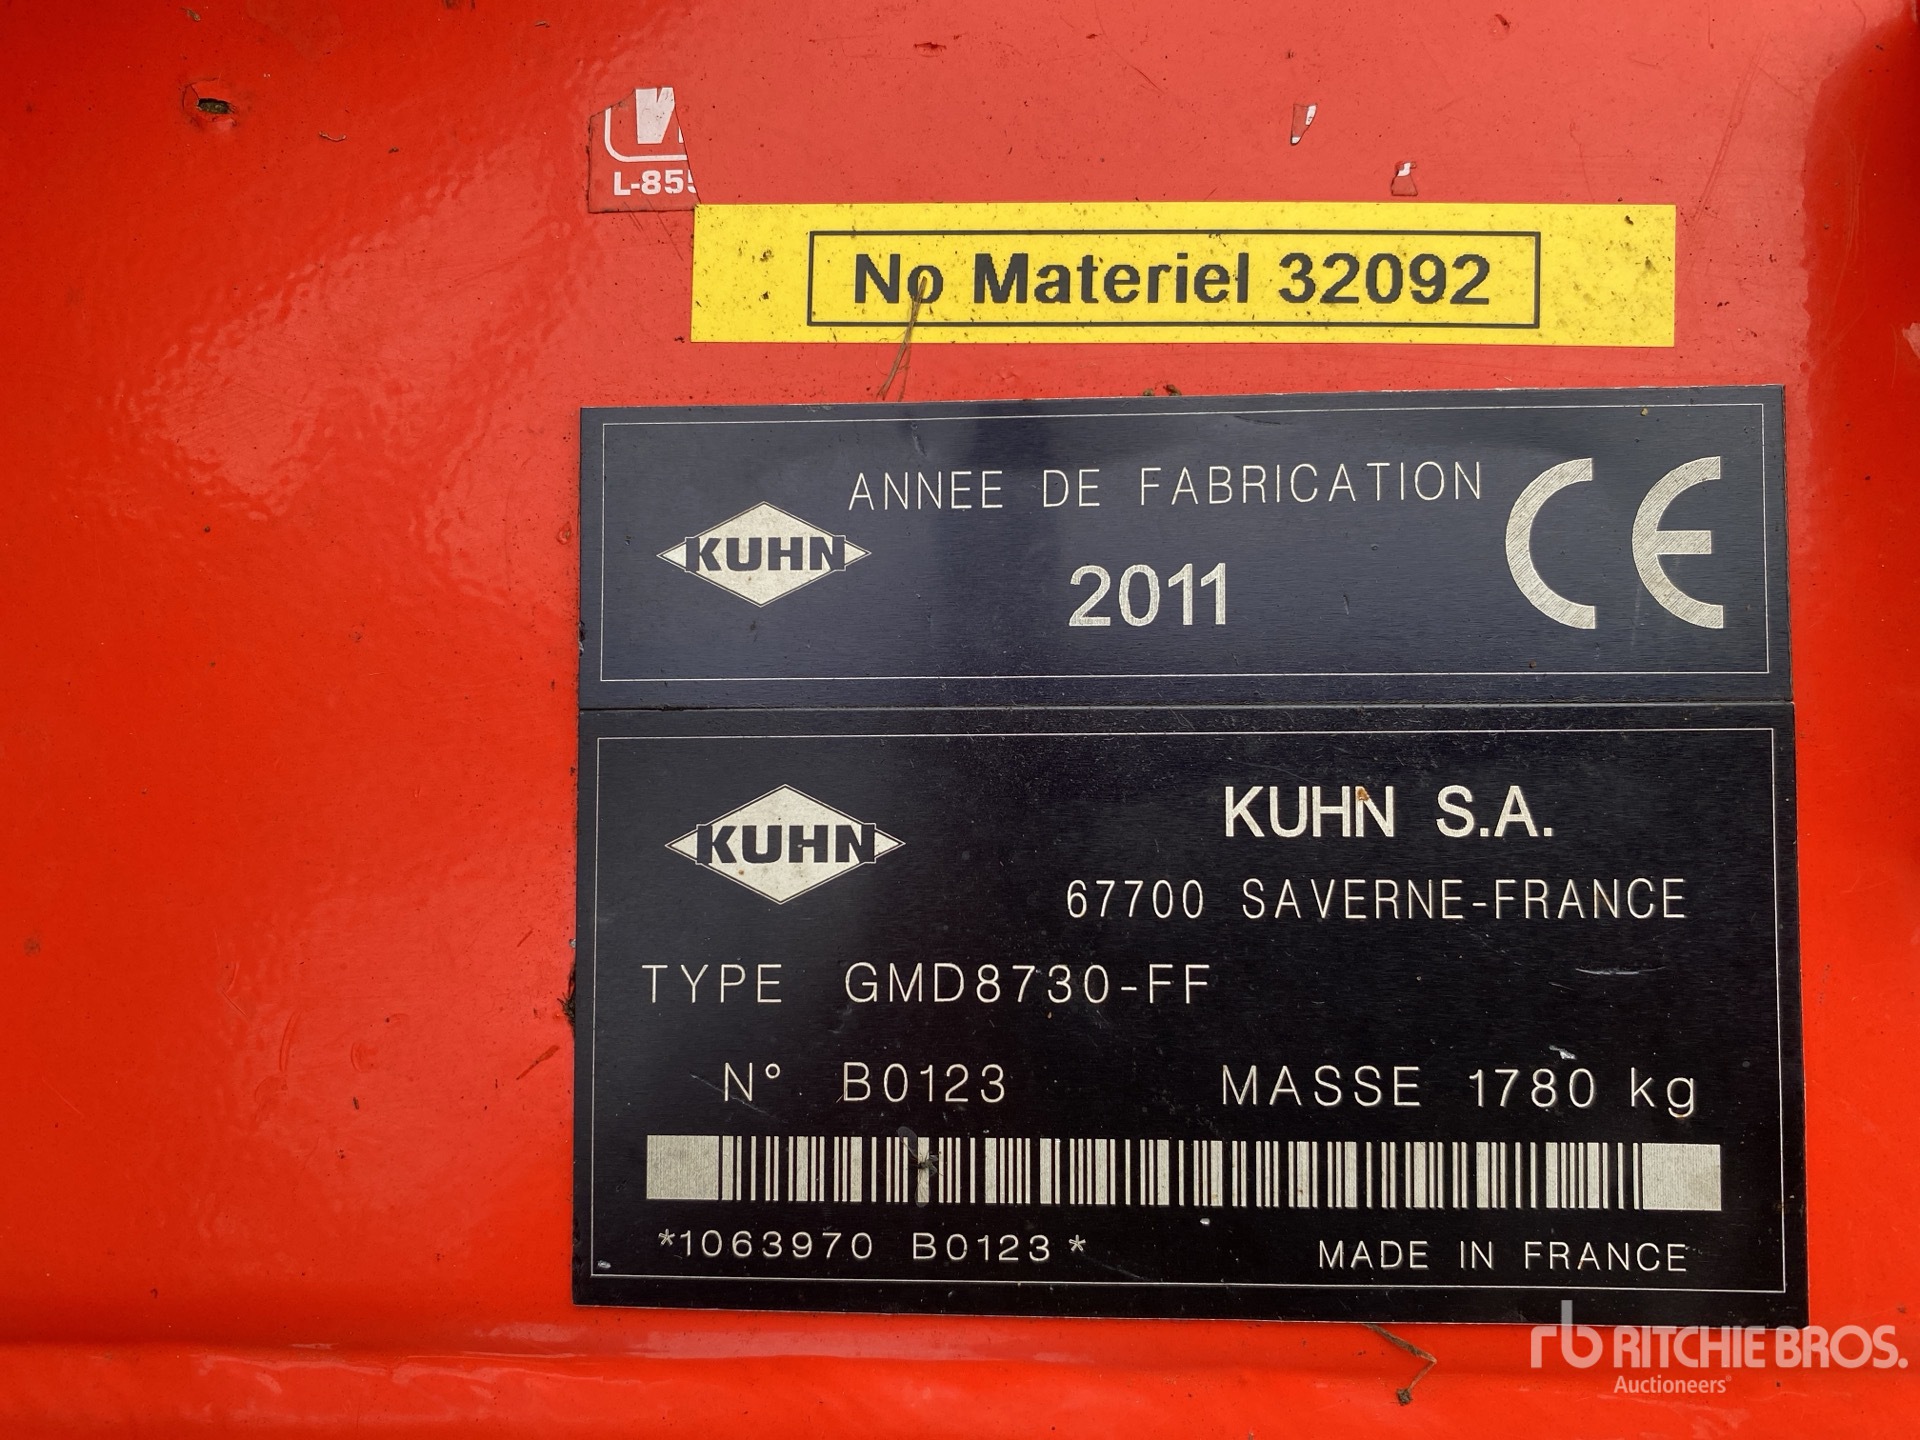 No Materiel 32092
ANNEE DE FABRICATION
KUHN
2011
CE
KUHN S.A.
KUHN
67700 SAVERNE-FRANCE
TYPE GMD8730-FF
N° B0123 MASSE 1780 kg
*1063970 B0123*
MADE IN FRANCE
rb RITCHIE BROS.
Auctioneers